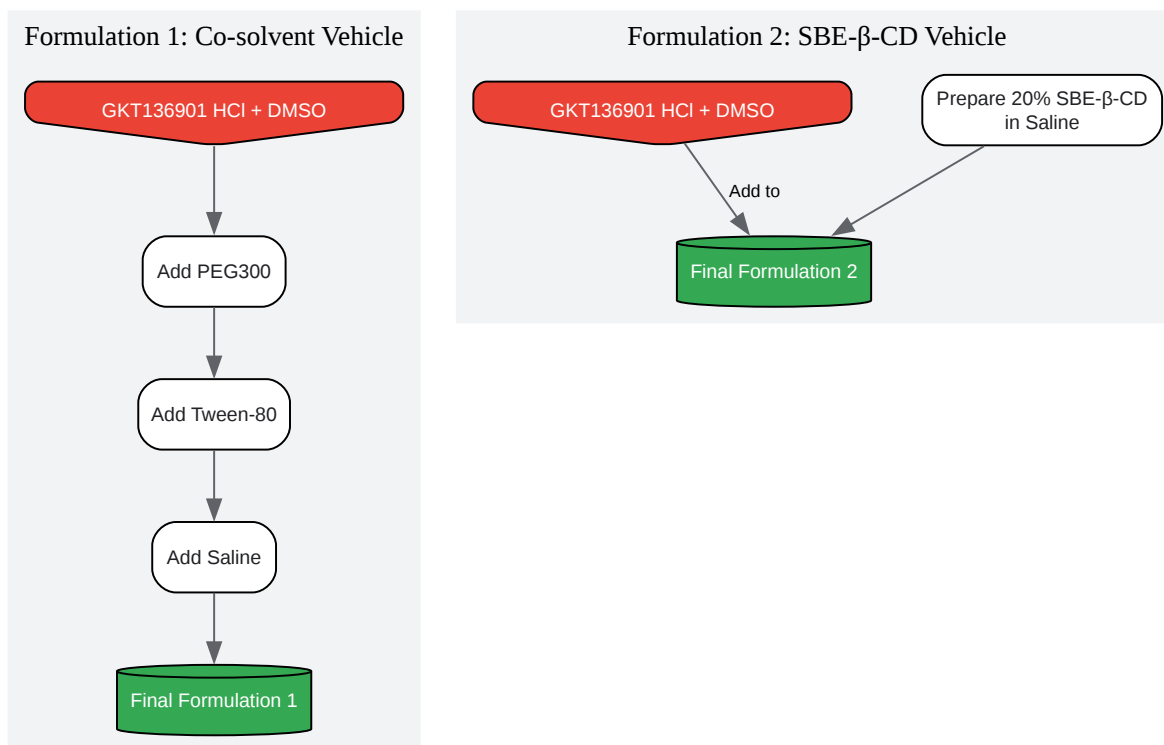 Formulation 1: Co-solvent Vehicle
GKT136901 HCl + DMSO
Add PEG300
Add Tween-80
Add Saline
Final Formulation 1
Formulation 2: SBE-β-CD Vehicle
GKT136901 HCl + DMSO
Prepare 20% SBE-β-CD
in Saline
Add to
Final Formulation 2